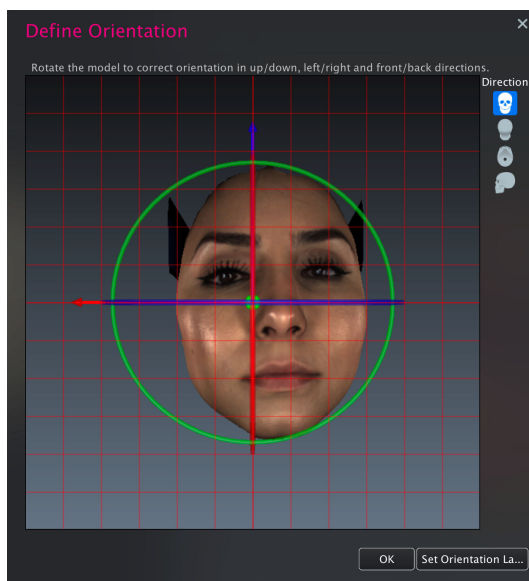 Define Orientation
Rotate the model to correct orientation in up/down, left/right and front/back directions.
Direction
OK
Set Orientation La...